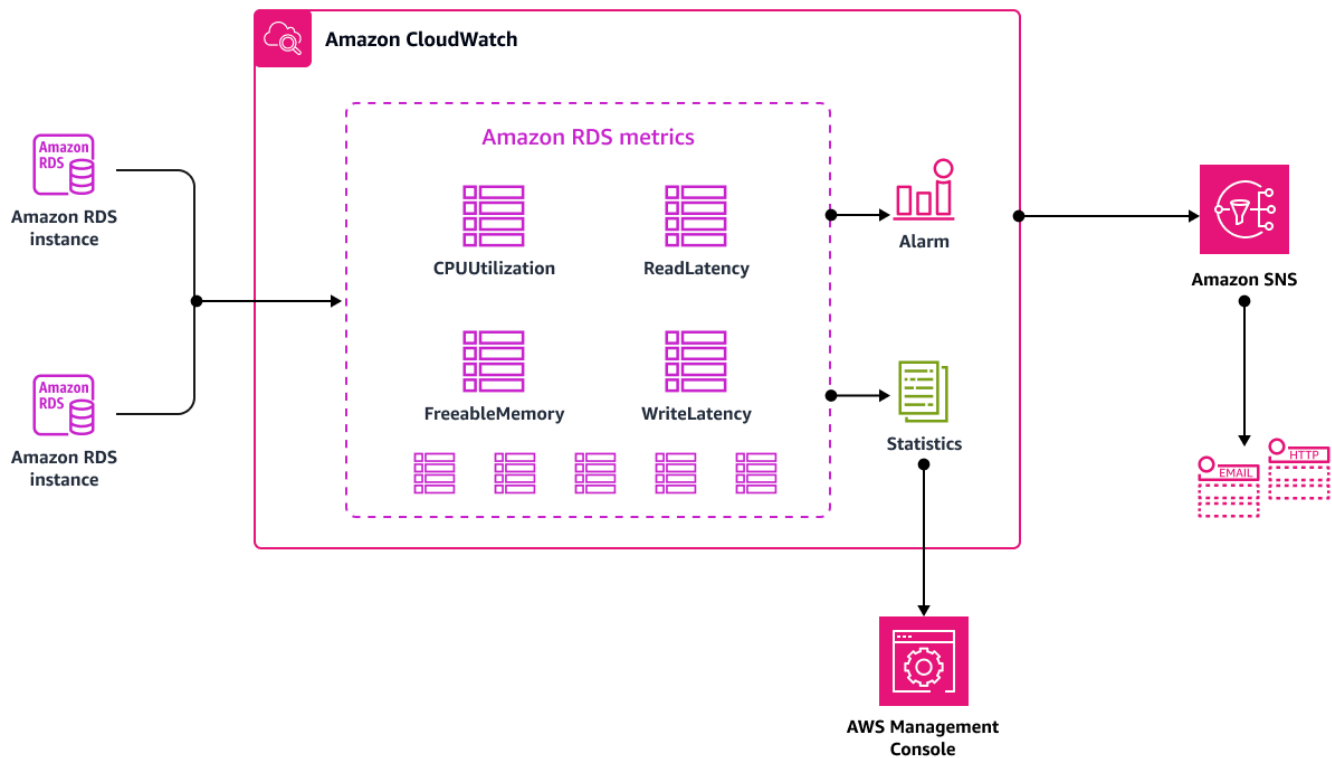 Amazon CloudWatch
Amazon RDS metrics
Amazon
RDS
Amazon RDS
instance
CPUUtilization
ReadLatency
Alarm
Amazon SNS
Amazon
RDS
Amazon RDS
instance
FreeableMemory
WriteLatency
Statistics
EMAIL
HTTP
AWS Management
Console